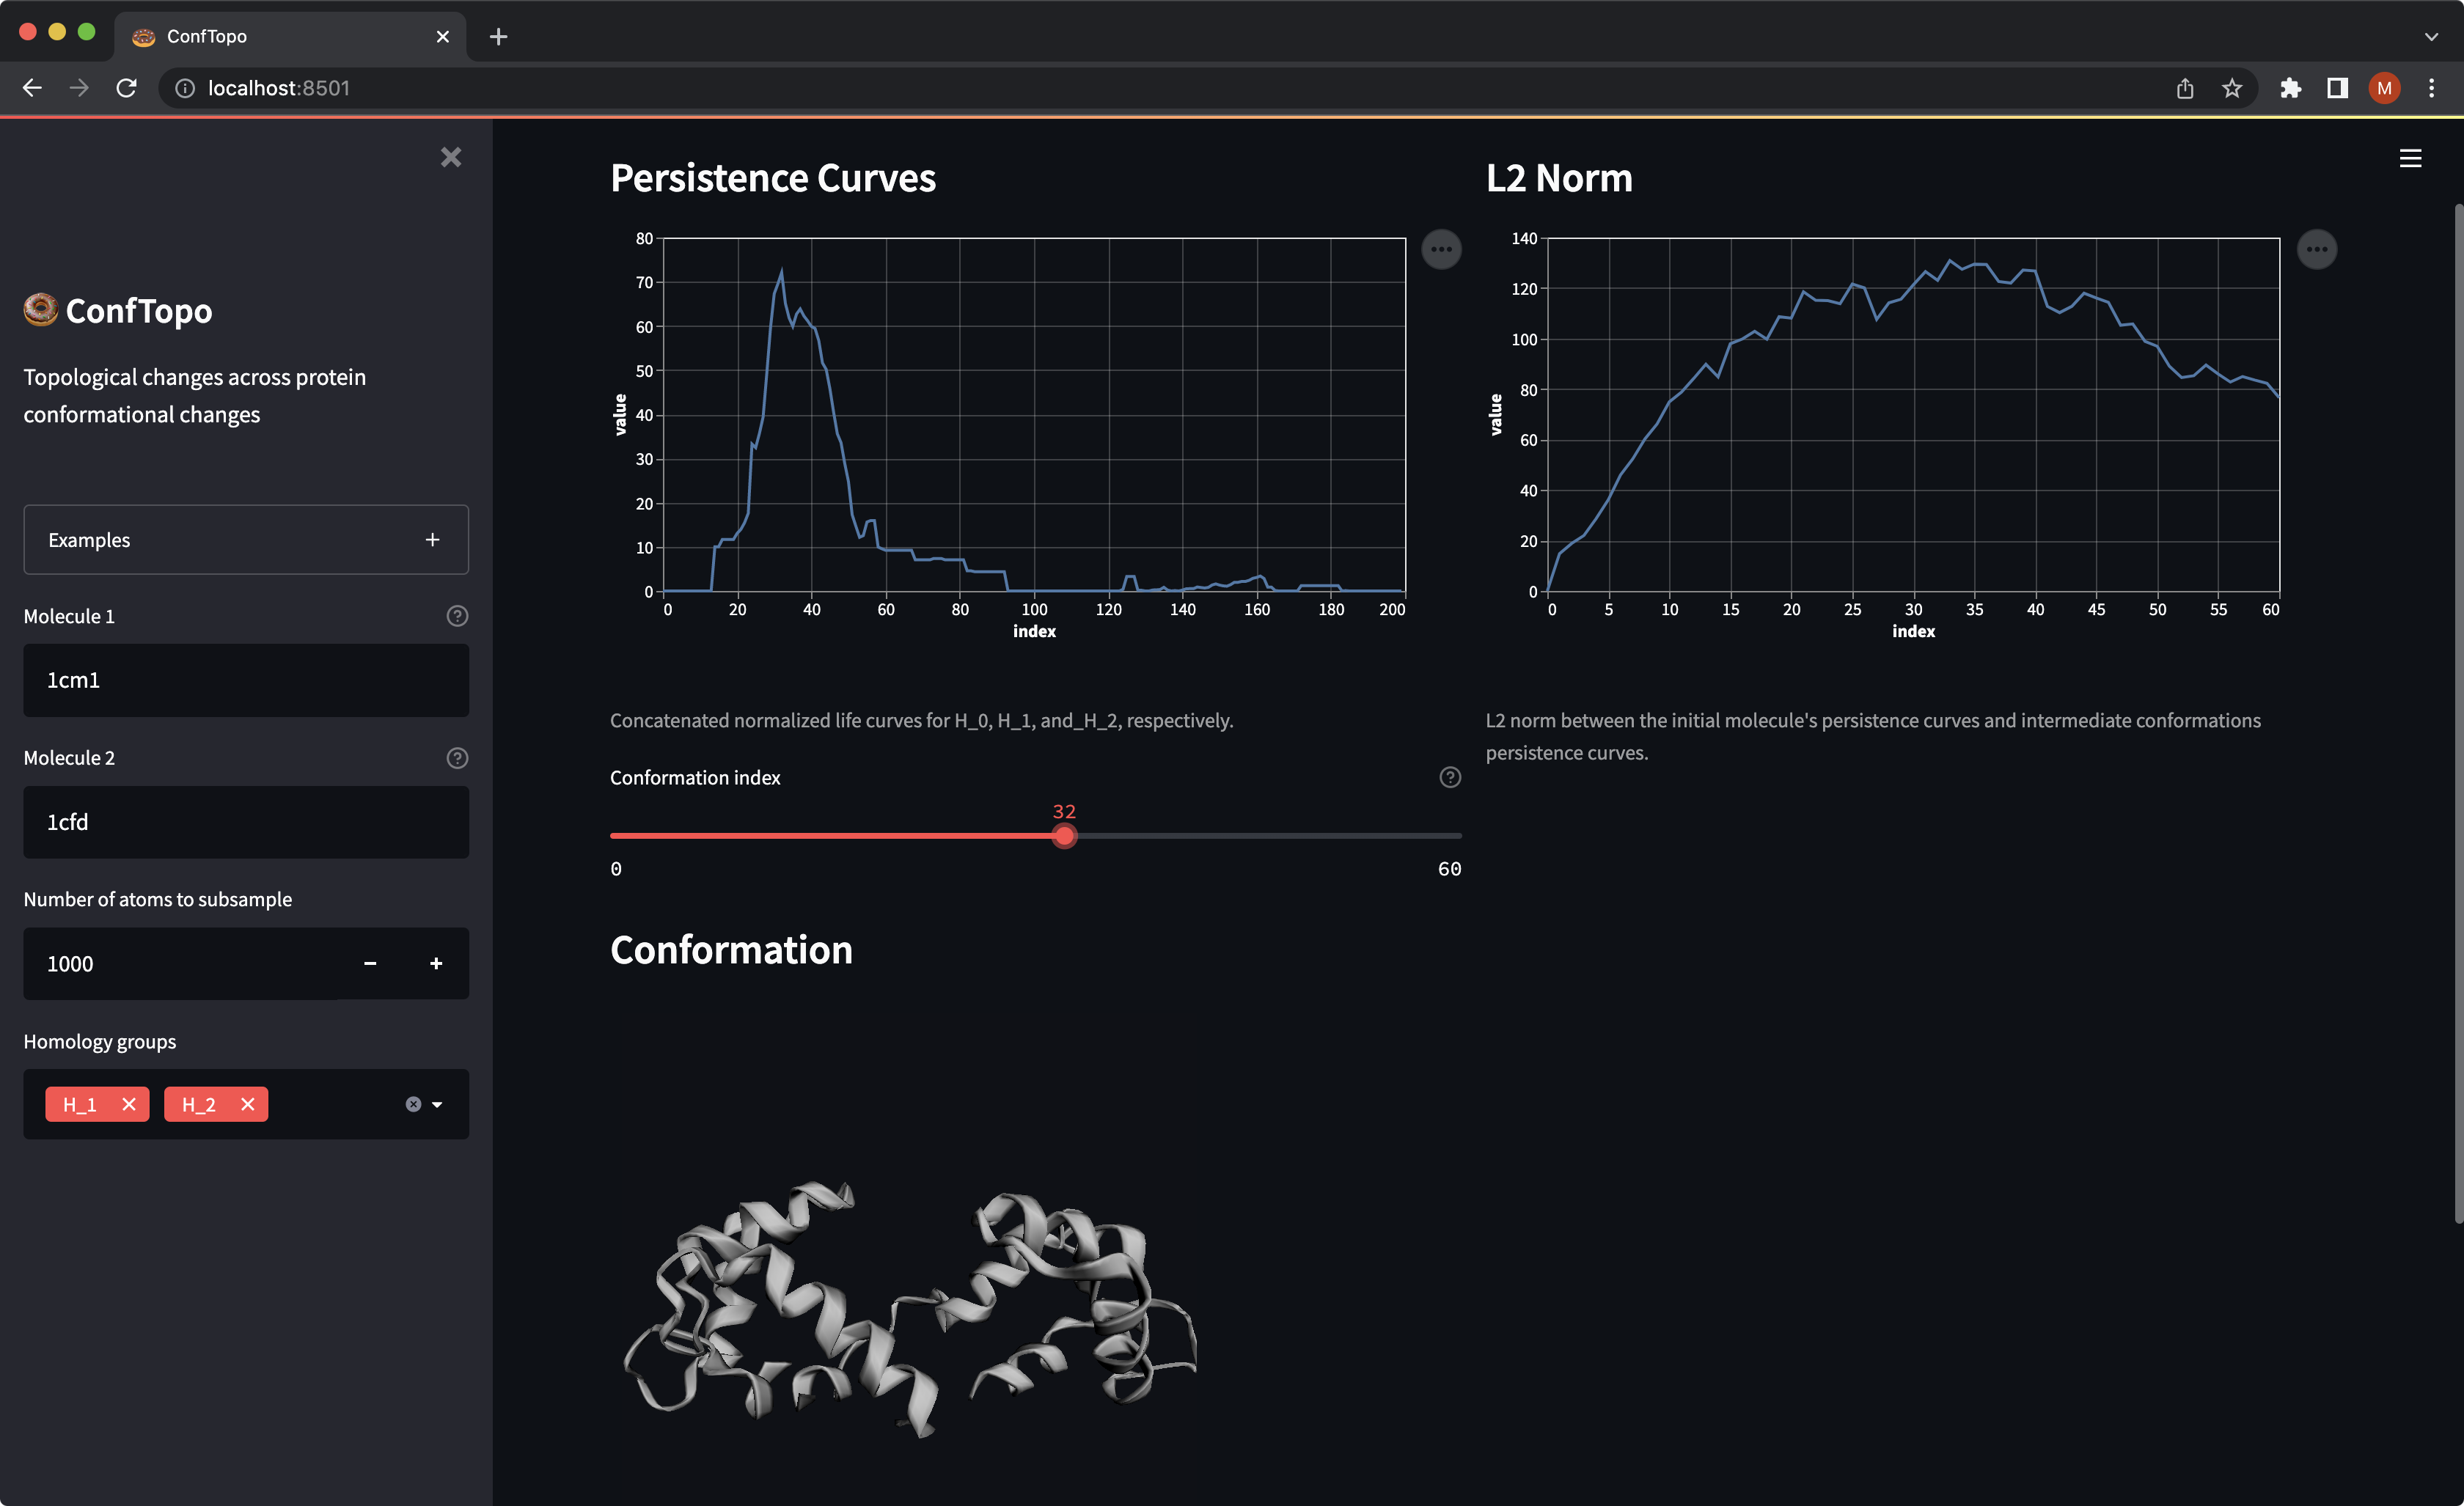 ConfTopo
localhost:8501
M
ConfTopo
Topological changes across protein
conformational changes
Examples
Molecule 1
1cm1
Molecule 2
1cfd
Number of atoms to subsample
1000
Homology groups
H_1
H_2
Persistence Curves
80
70
60
50
40
30
20
10
0
value
0 20 40 60 80 100 120 140 160 180 200
index
Concatenated normalized life curves for H_0, H_1, and_H_2, respectively.
Conformation index
32
0 60
Conformation
L2 Norm
140
120
100
80
60
40
20
0
value
0 5 10 15 20 25 30 35 40 45 50 55 60
index
L2 norm between the initial molecule's persistence curves and intermediate conformations
persistence curves.